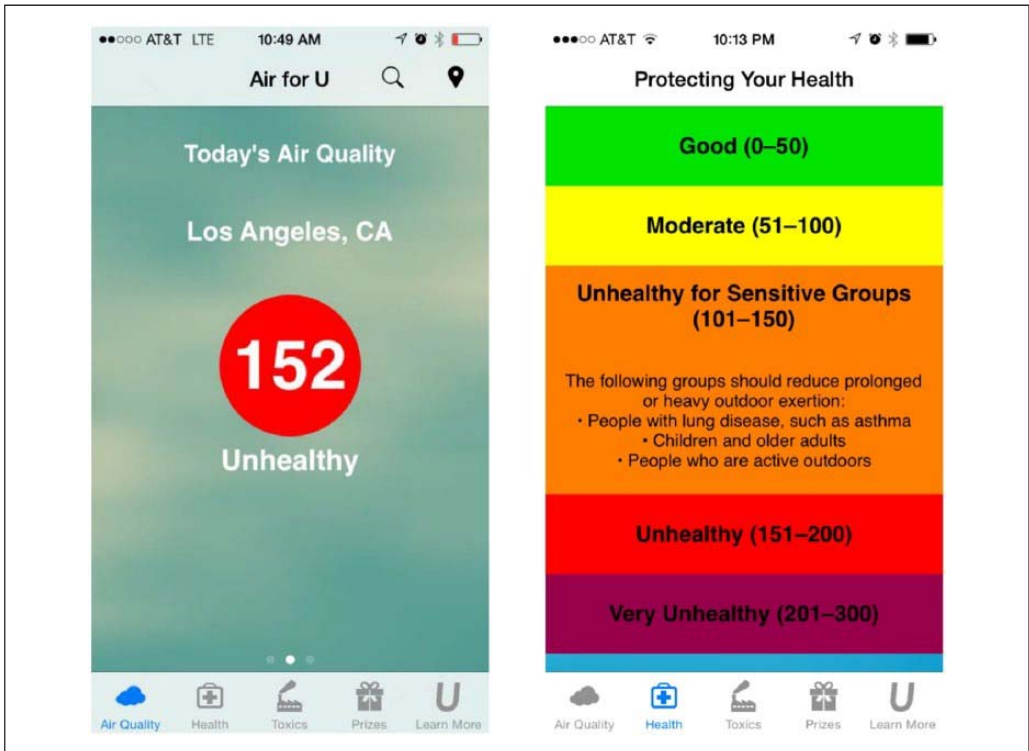 AT&T LTE 10:49 AM
Air for U
Today's Air Quality
Los Angeles, CA
152
Unhealthy
Air Quality Health Toxics Prizes Learn More
AT&T 10:13 PM
Protecting Your Health
Good (0–50)
Moderate (51–100)
Unhealthy for Sensitive Groups
(101–150)
The following groups should reduce prolonged
or heavy outdoor exertion:
• People with lung disease, such as asthma
• Children and older adults
• People who are active outdoors
Unhealthy (151–200)
Very Unhealthy (201–300)
Air Quality Health Toxics Prizes Learn More